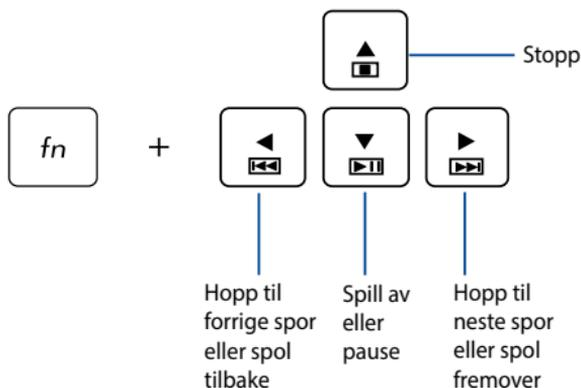 Stopp
fn
+
Hopp til
forrige spor
eller spol
tilbake
Spill av
eller
pause
Hopp til
neste spor
eller spol
fremover